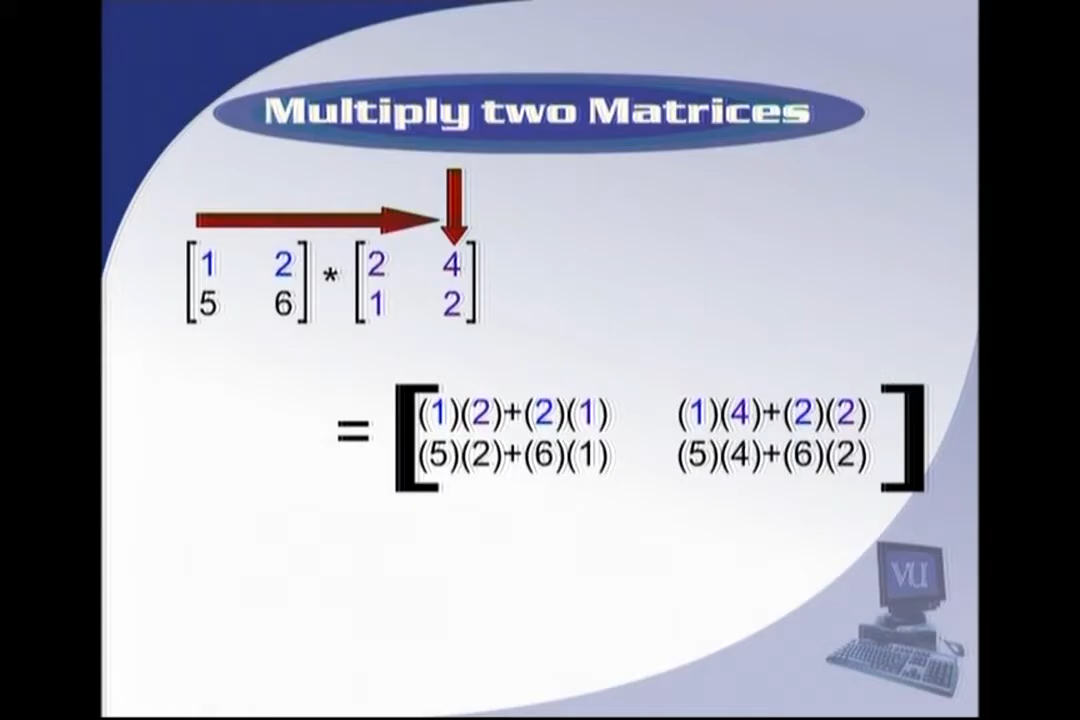 Multiply two Matrices
[1 2] * [2 4]
[5 6] [1 2]
= [(1)(2)+(2)(1) (1)(4)+(2)(2)]
[(5)(2)+(6)(1) (5)(4)+(6)(2)]
VU